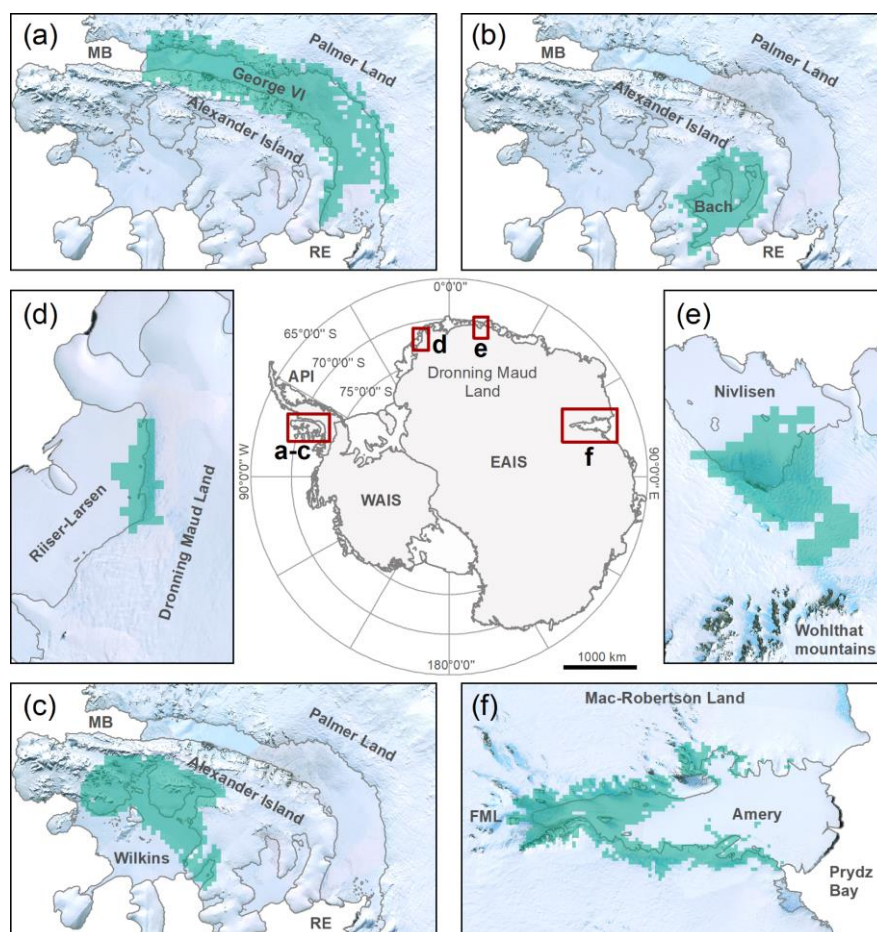 (a)
MB
Palmer Land
George VI
Alexander Island
RE
(b)
MB
Palmer Land
Alexander Island
Bach
RE
(d)
Riiser-Larsen
Dronning Maud Land
0°0'0"
65°0'0" S
70°0'0" S
75°0'0" S
API
d
e
Dronning Maud
Land
a-c
f
90°0'0" W
90°0'0" E
EAIS
WAIS
180°0'0"
1000 km
(e)
Nivlisen
Wohlthat
mountains
(c)
MB
Palmer Land
Alexander Island
Wilkins
RE
(f)
Mac-Robertson Land
FML
Amery
Prydz
Bay